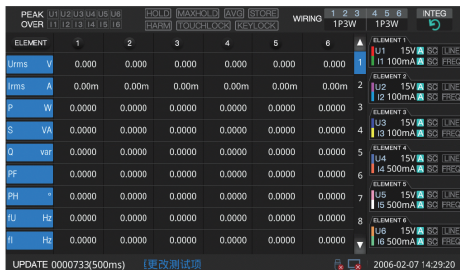 PEAK U1 U2 U3 U4 U5 U6 HOLD MAXHOLD AVG STORE WIRING 1 2 3 4 5 6 INTEG
OVER I1 I2 I3 I4 I5 I6 HARM TOUCHLOCK KEYLOCK 1P3W 1P3W
ELEMENT 1 2 3 4 5 6
Urms V 0.000 0.000 0.000 0.000 0.000 0.000 1
Irms A 0.00m 0.00m 0.00m 0.00m 0.00m 0.00m 2
P W 0.0000 0.0000 0.0000 0.0000 0.0000 0.0000 3
S VA 0.0000 0.0000 0.0000 0.0000 0.0000 0.0000 4
Q var 0.0000 0.0000 0.0000 0.0000 0.0000 0.0000 5
PF 0.0000 0.0000 0.0000 0.0000 0.0000 0.0000 6
PH ° 0.0000 0.0000 0.0000 0.0000 0.0000 0.0000 7
fU Hz 0.0000 0.0000 0.0000 0.0000 0.0000 0.0000 8
fI Hz 0.0000 0.0000 0.0000 0.0000 0.0000 0.0000
ELEMENT 1
U1 15V A SC LINE
I1 100mA A SC FREQ
ELEMENT 2
U2 15V A SC LINE
I2 100mA A SC FREQ
ELEMENT 3
U3 15V A SC LINE
I3 100mA A SC FREQ
ELEMENT 4
U4 15V A SC LINE
I4 500mA A SC FREQ
ELEMENT 5
U5 15V A SC LINE
I5 500mA A SC FREQ
ELEMENT 6
U6 15V A SC LINE
I6 500mA A SC FREQ
UPDATE 0000733(500ms) [更改测试项 2006-02-07 14:29:20